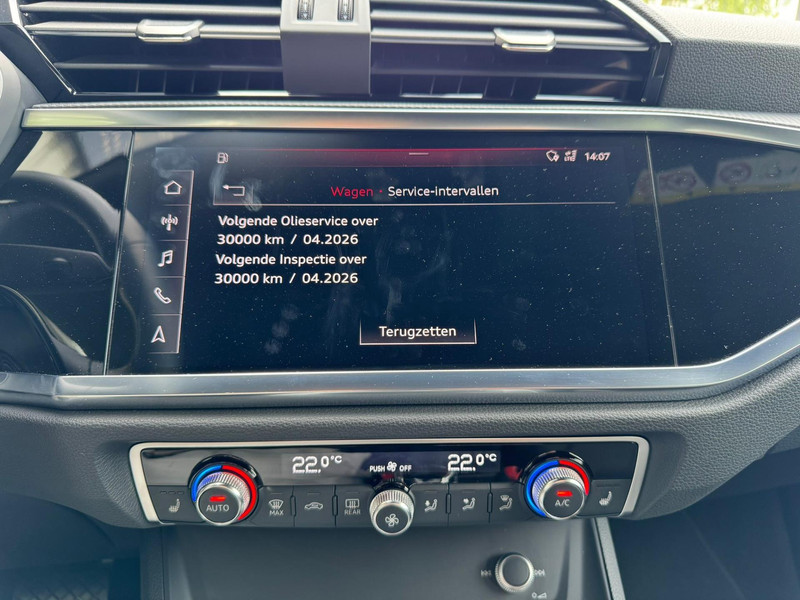 14:07
Wagen · Service-intervallen
Volgende Olieservice over
30000 km / 04.2026
Volgende Inspectie over
30000 km / 04.2026
Terugzetten
22.0°C PUSH OFF 22.0°C
AUTO MAX REAR A/C